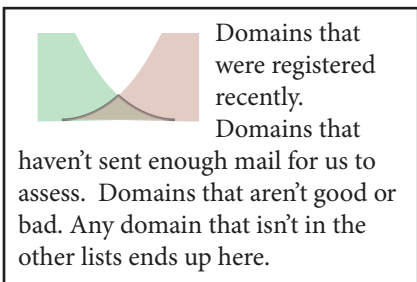 Domains that
were registered
recently.
Domains that
haven't sent enough mail for us to
assess.  Domains that aren't good or
bad. Any domain that isn't in the
other lists ends up here.